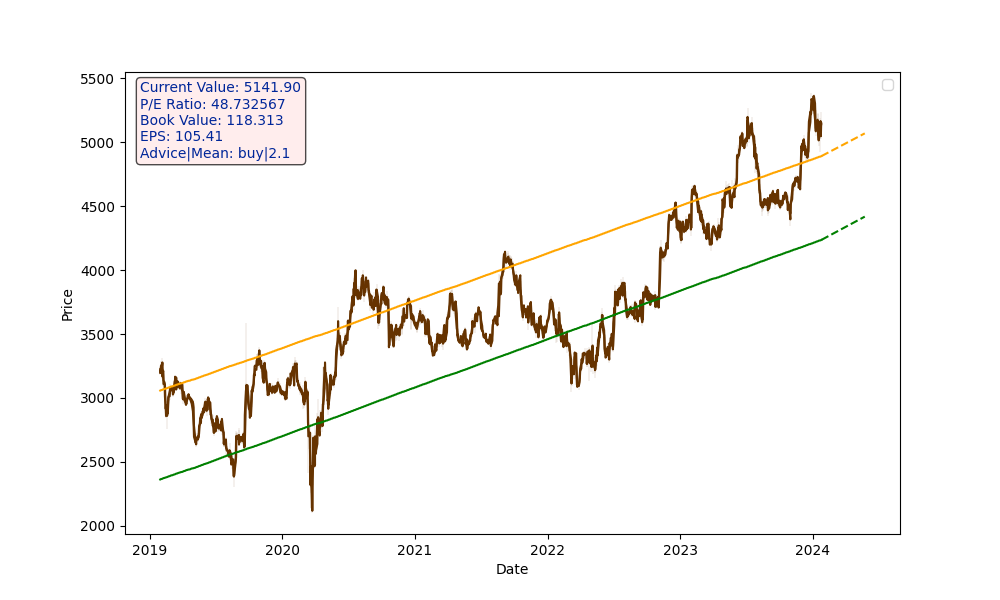 5500
5000
4500
4000
3500
3000
2500
2000
Price
Current Value: 5141.90
P/E Ratio: 48.732567
Book Value: 118.313
EPS: 105.41
Advice|Mean: buy|2.1
2019 2020 2021 2022 2023 2024
Date